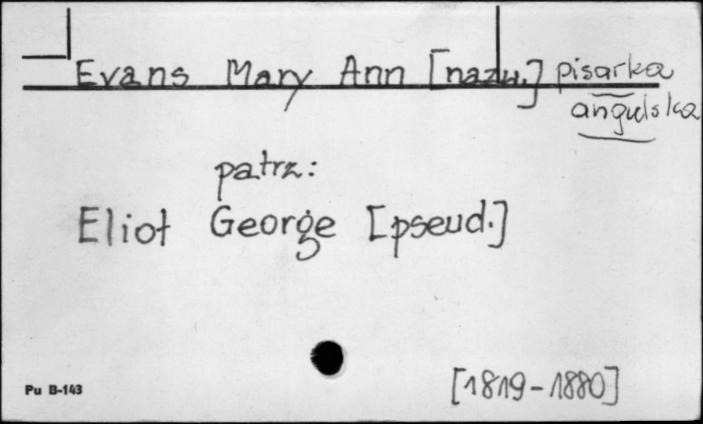 Evans Mary Ann [nazw.] pisarka
angielska
patrz:
Eliot George [pseud.]
Pu B-143
[1819-1880]